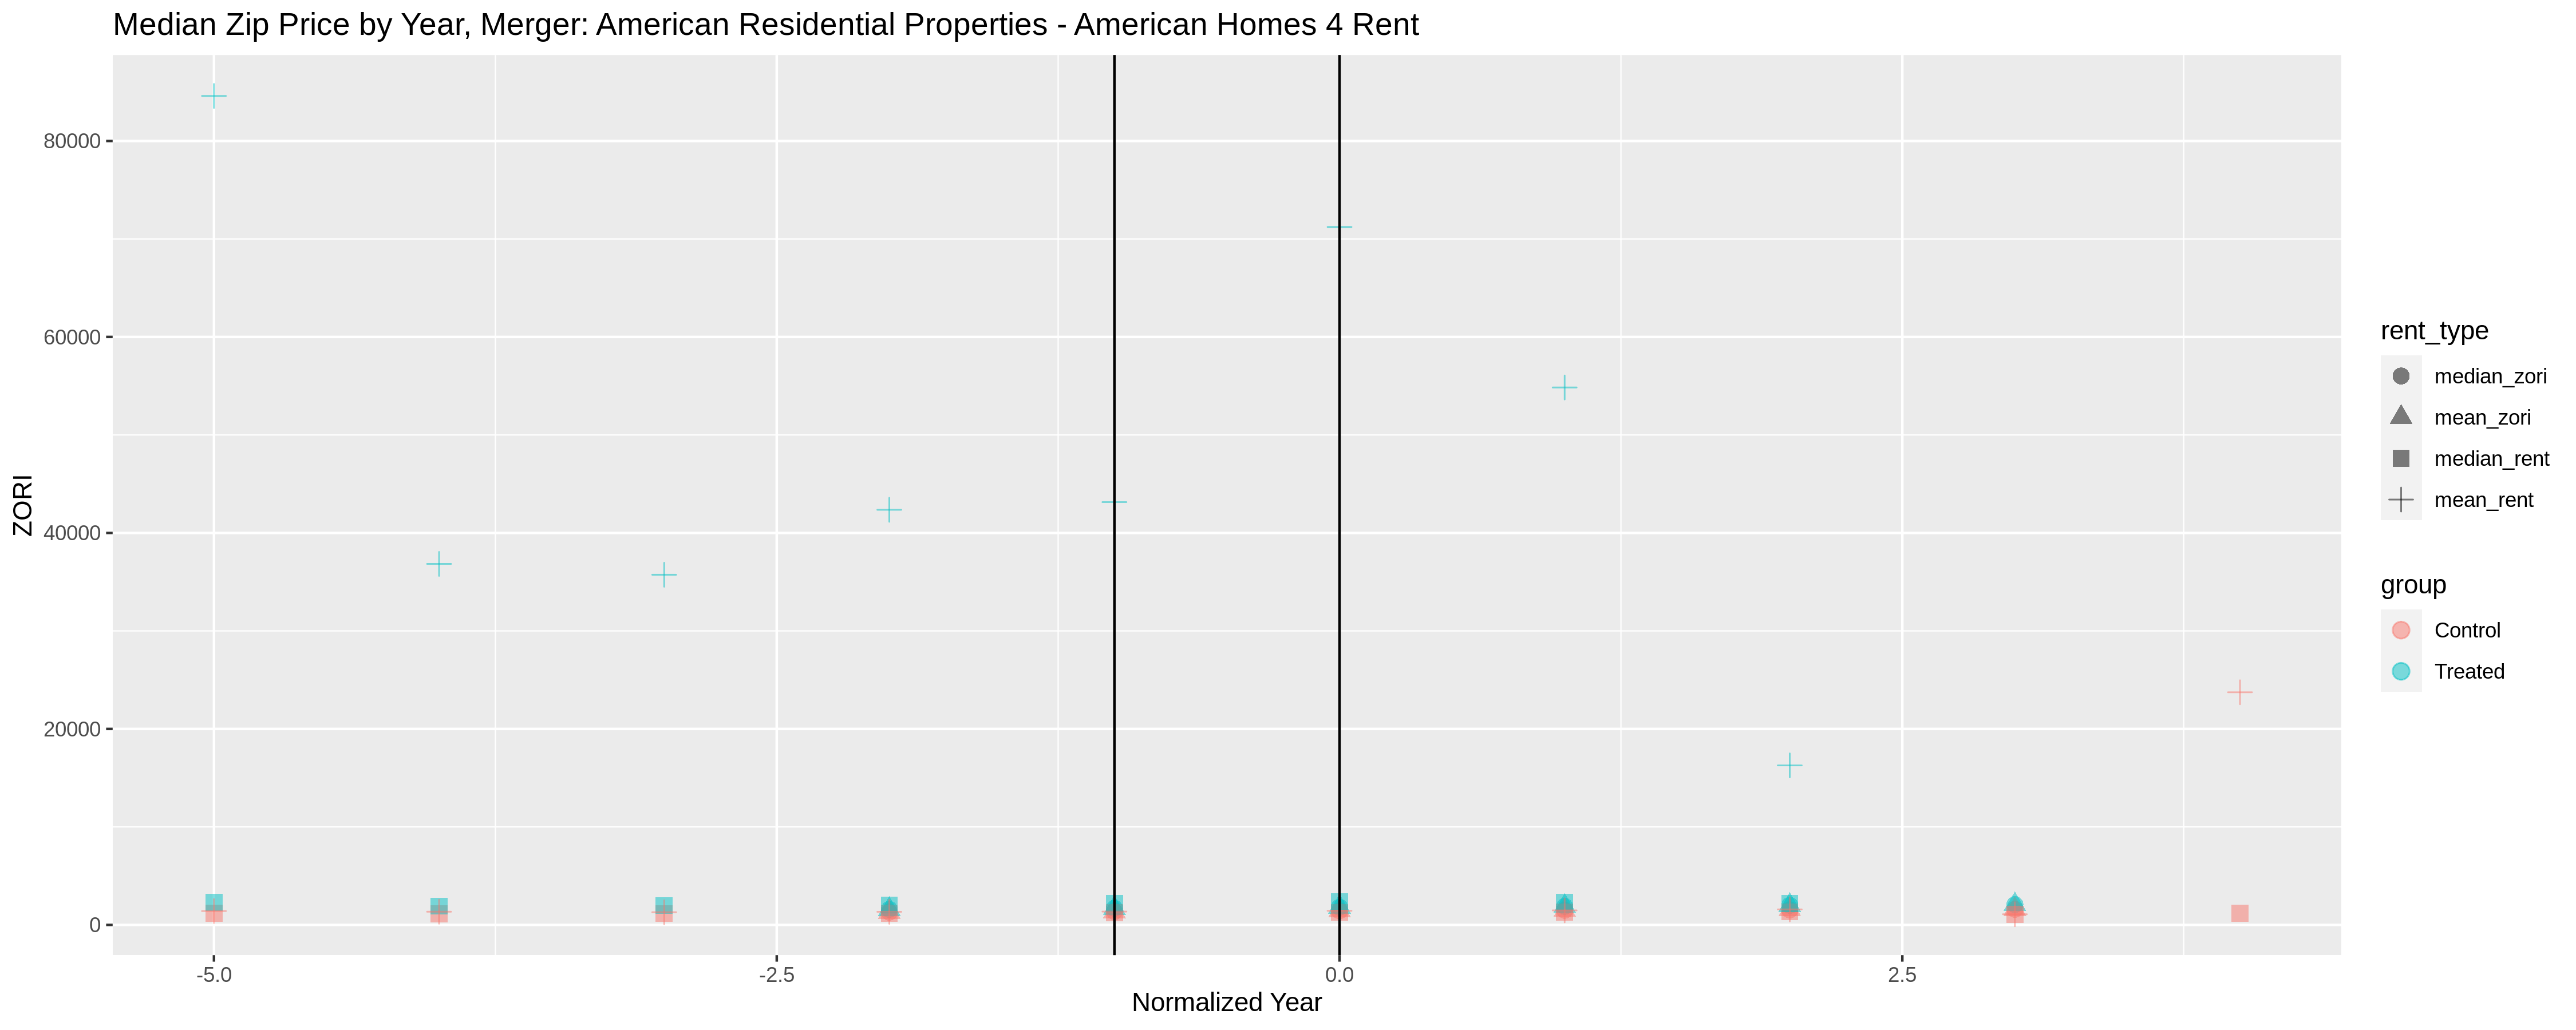 Median Zip Price by Year, Merger: American Residential Properties - American Homes 4 Rent
ZORI
80000
60000
40000
20000
0
-5.0
-2.5
0.0
2.5
Normalized Year
rent_type
median_zori
mean_zori
median_rent
mean_rent
group
Control
Treated